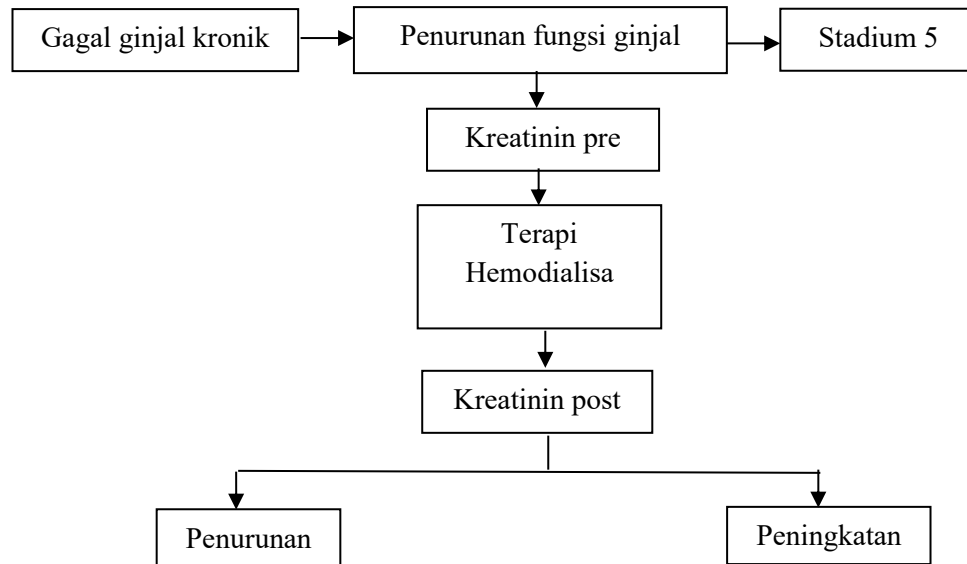 Gagal ginjal kronik
Penurunan fungsi ginjal
Stadium 5
Kreatinin pre
Terapi
Hemodialisa
Kreatinin post
Penurunan
Peningkatan